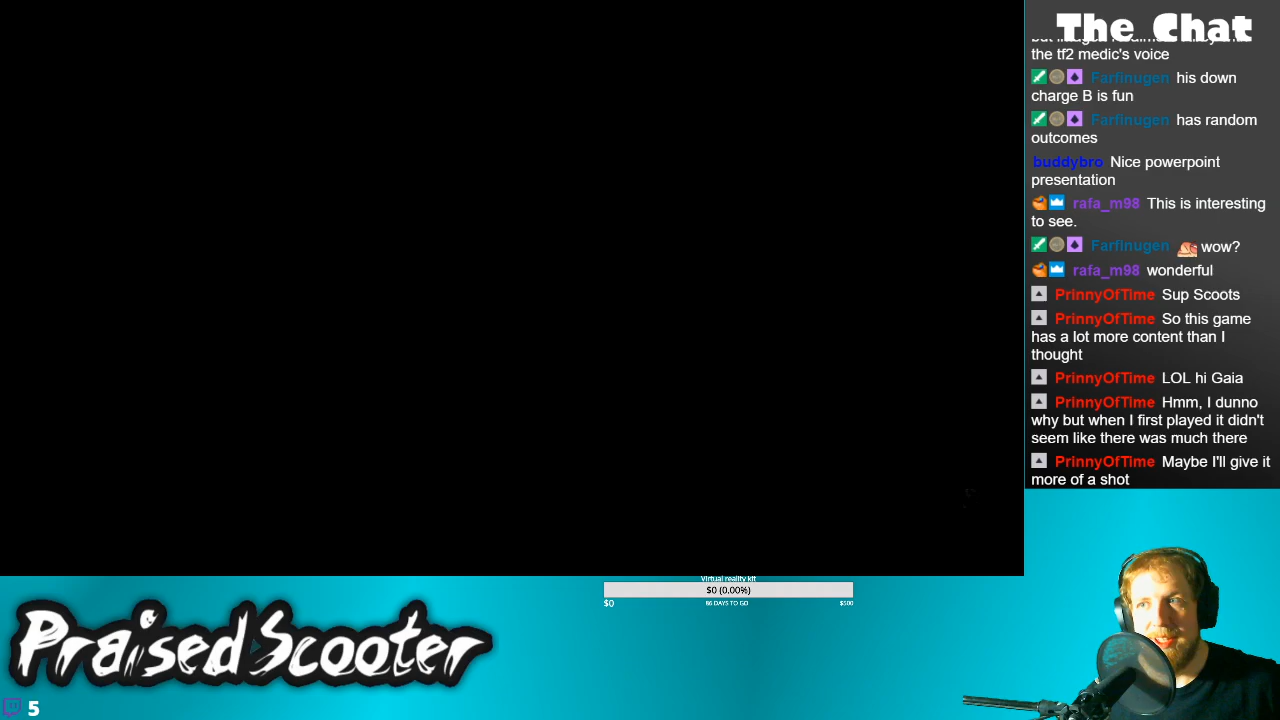 The Chat
the tf2 medic's voice
Farfinugen his down
charge B is fun
Farfinugen has random
outcomes
buddybro Nice powerpoint
presentation
rafa_m98 This is interesting
to see.
Farfinugen wow?
rafa_m98 wonderful
PrinnyOfTime Sup Scoots
PrinnyOfTime So this game
has a lot more content than I
thought
PrinnyOfTime LOL hi Gaia
PrinnyOfTime Hmm, I dunno
why but when I first played it didn't
seem like there was much there
PrinnyOfTime Maybe I'll give it
more of a shot
Virtual reality kit
$0 (0.00%)
$0 86 DAYS TO GO $500
PraisedScooter
5